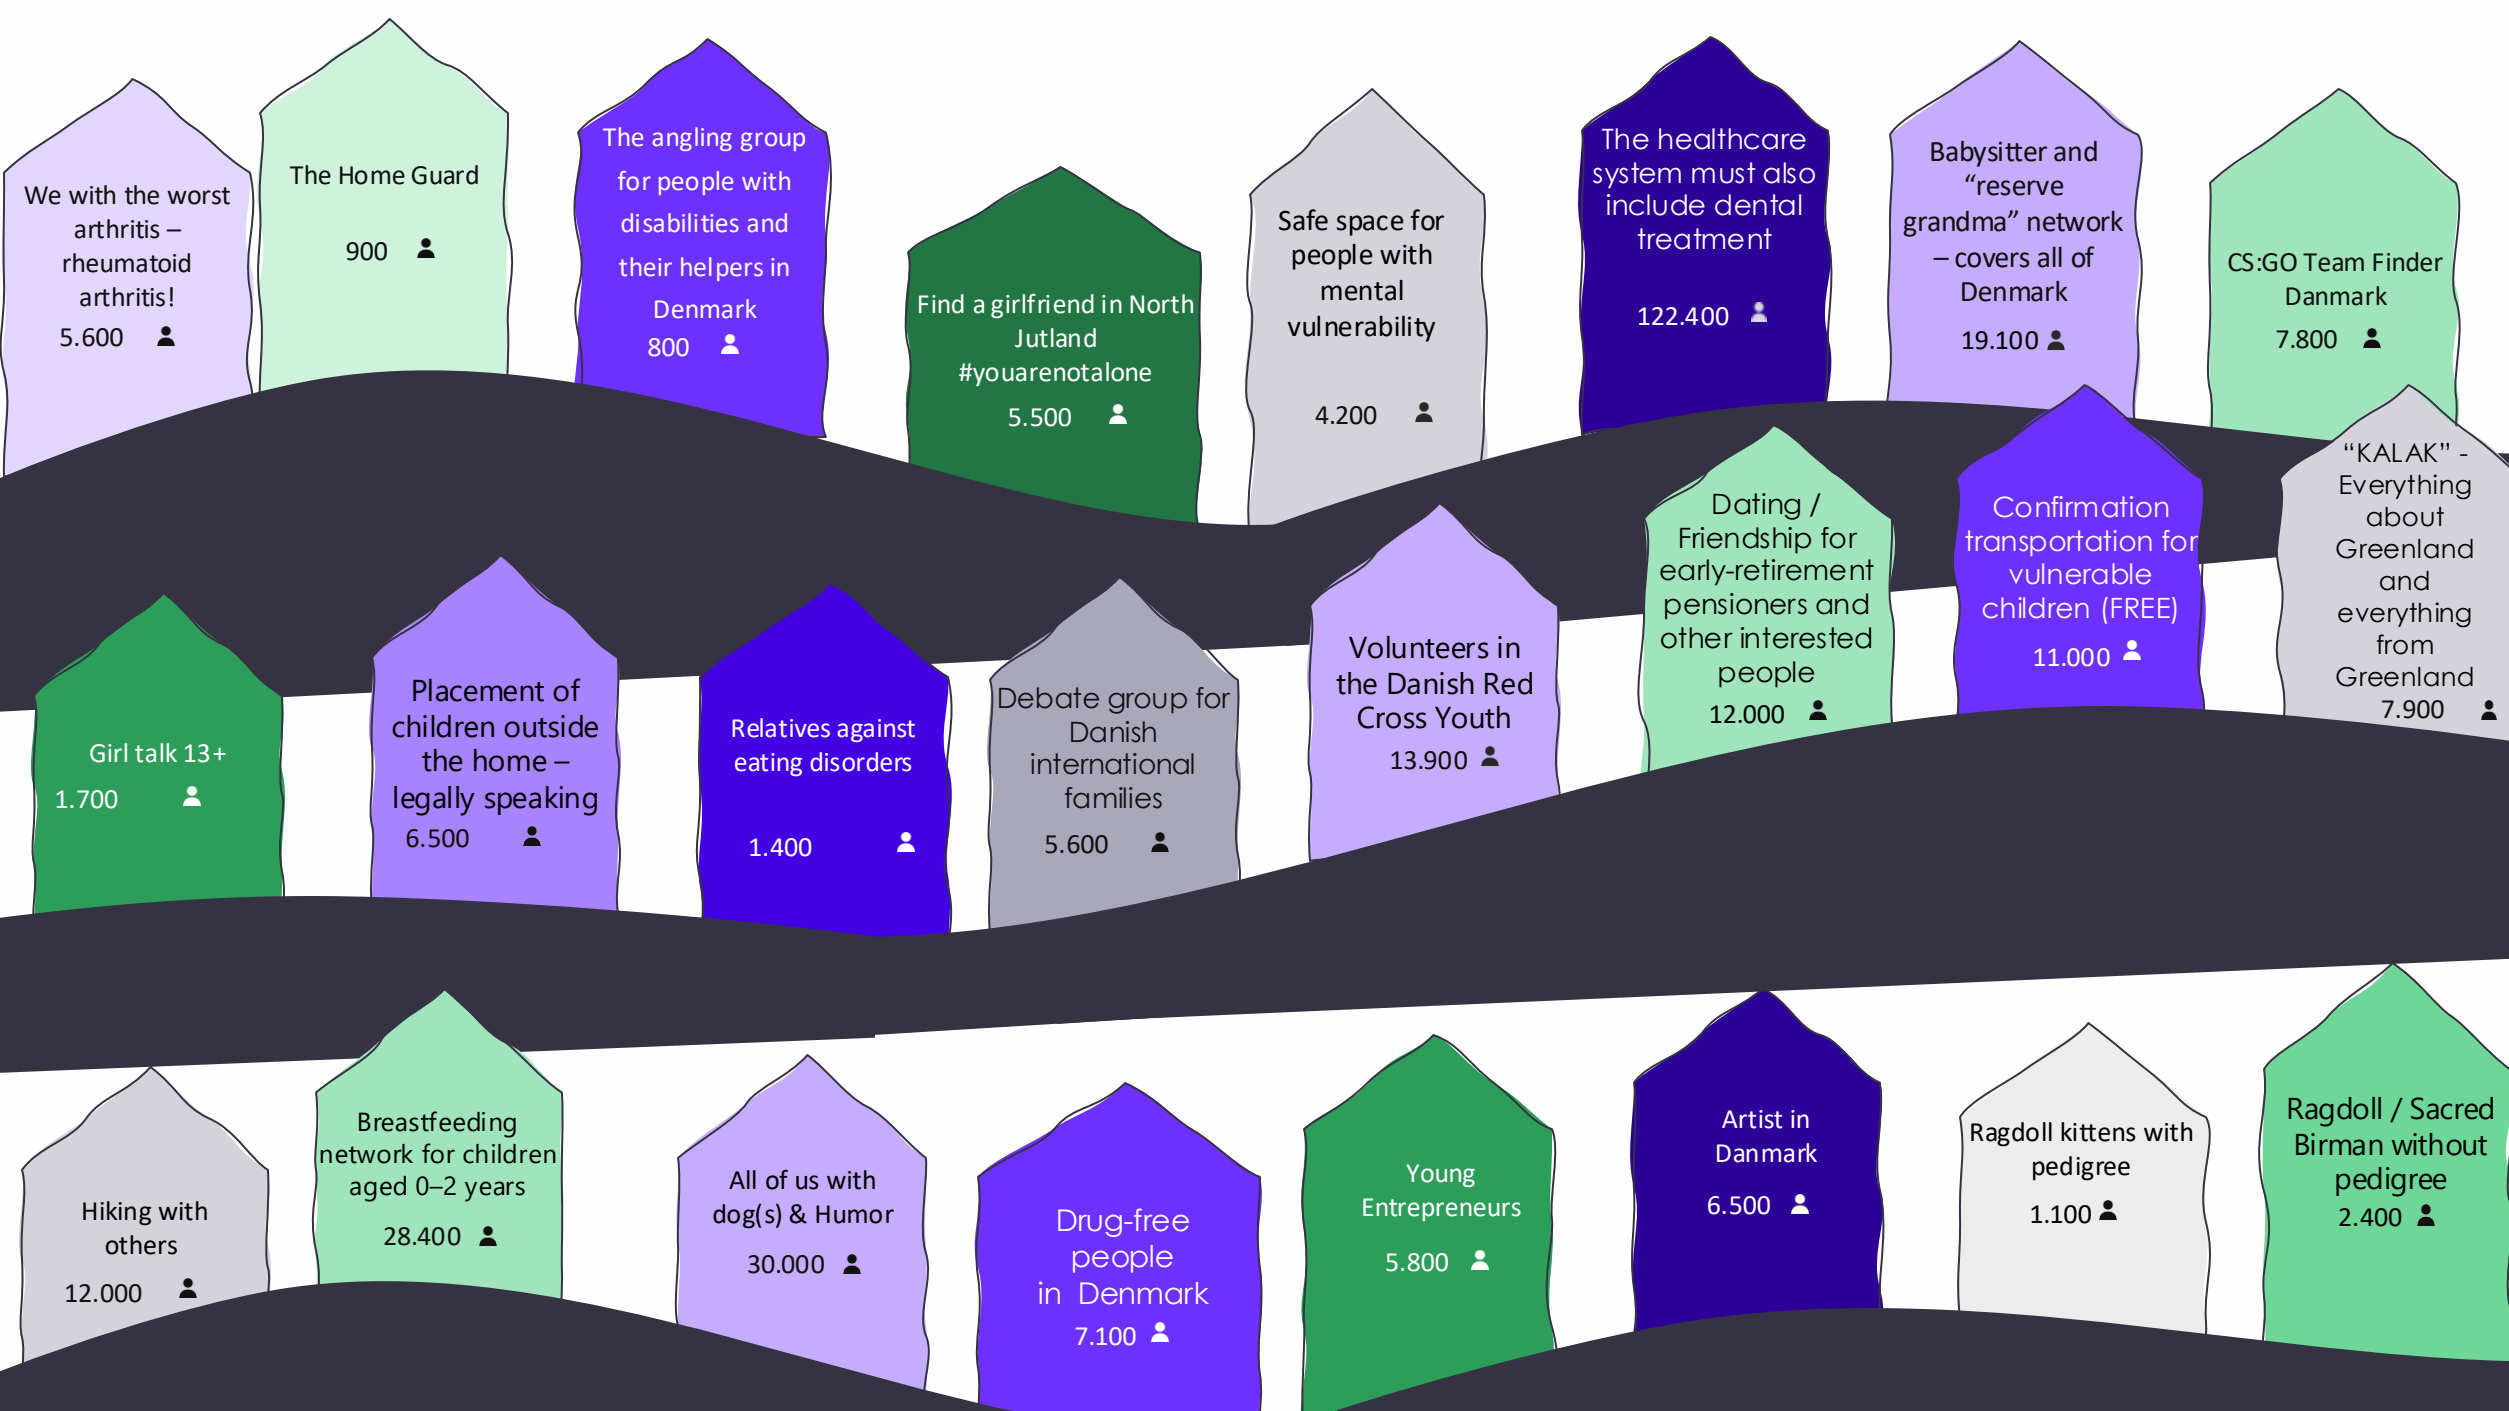 We with the worst
arthritis –
rheumatoid
arthritis!
5.600
The Home Guard
900
The angling group
for people with
disabilities and
their helpers in
Denmark
800
Find a girlfriend in North
Jutland
#youarenotalone
5.500
Safe space for
people with
mental
vulnerability
4.200
The healthcare
system must also
include dental
treatment
122.400
Babysitter and
“reserve
grandma” network
– covers all of
Denmark
19.100
CS:GO Team Finder
Danmark
7.800
Girl talk 13+
1.700
Placement of
children outside
the home –
legally speaking
6.500
Relatives against
eating disorders
1.400
Debate group for
Danish
international
families
5.600
Volunteers in
the Danish Red
Cross Youth
13.900
Dating /
Friendship for
early-retirement
pensioners and
other interested
people
12.000
Confirmation
transportation for
vulnerable
children (FREE)
11.000
“KALAK” -
Everything
about
Greenland
and
everything
from
Greenland
7.900
Hiking with
others
12.000
Breastfeeding
network for children
aged 0–2 years
28.400
All of us with
dog(s) & Humor
30.000
Drug-free
people
in Denmark
7.100
Young
Entrepreneurs
5.800
Artist in
Danmark
6.500
Ragdoll kittens with
pedigree
1.100
Ragdoll / Sacred
Birman without
pedigree
2.400